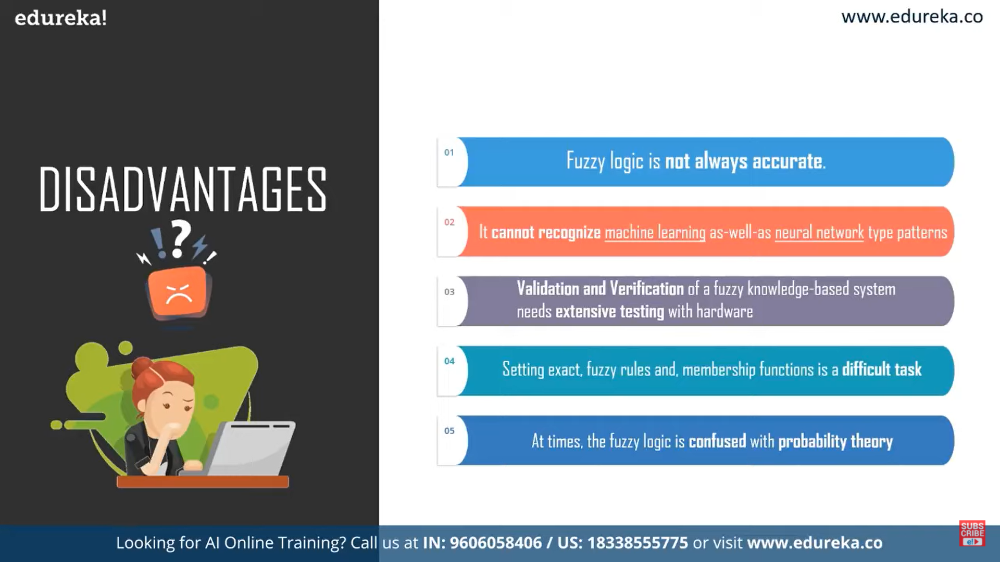 edureka!
www.edureka.co
DISADVANTAGES
01
Fuzzy logic is not always accurate.
02
It cannot recognize machine learning as-well-as neural network type patterns
03
Validation and Verification of a fuzzy knowledge-based system
needs extensive testing with hardware
04
Setting exact, fuzzy rules and, membership functions is a difficult task
05
At times, the fuzzy logic is confused with probability theory
Looking for AI Online Training? Call us at IN: 9606058406 / US: 18338555775 or visit www.edureka.co
SUBS
CRIBE
e!